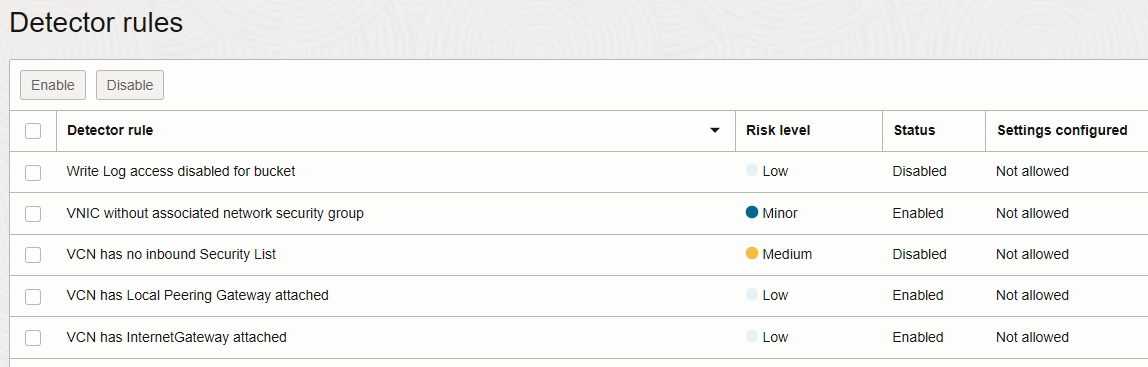 Detector rules
Enable Disable
Detector rule Risk level Status Settings configured
Write Log access disabled for bucket Low Disabled Not allowed
VNIC without associated network security group Minor Enabled Not allowed
VCN has no inbound Security List Medium Disabled Not allowed
VCN has Local Peering Gateway attached Low Enabled Not allowed
VCN has InternetGateway attached Low Enabled Not allowed